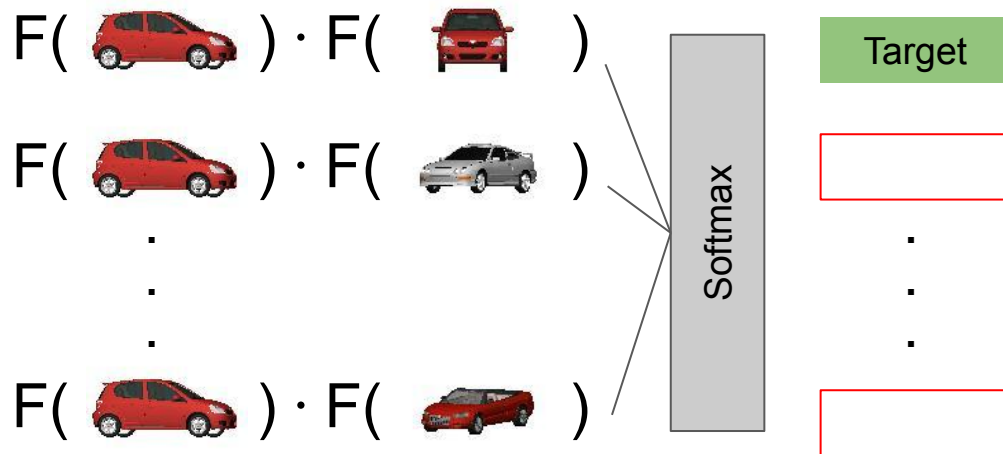 F( ) · F( )
Target
F( ) · F( )
.
.
.
.
.
.
F( ) · F( )
Softmax